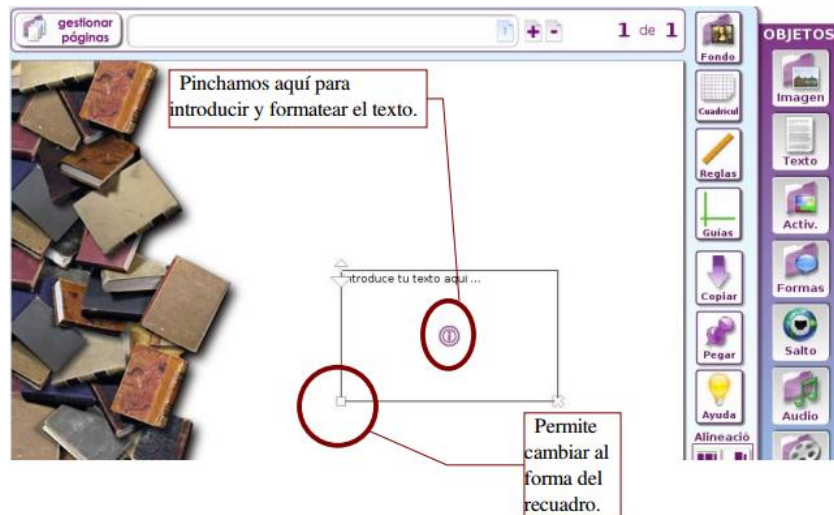 gestionar
páginas
1 de 1
Pinchamos aquí para
introducir y formatear el texto.
ntroduce tu texto aqui ...
Permite
cambiar al
forma del
recuadro.
Fondo
Cuadricul
Reglas
Guías
Copiar
Pegar
Ayuda
Alineació
OBJETOS
Imagen
Texto
Activ.
Formas
Salto
Audio